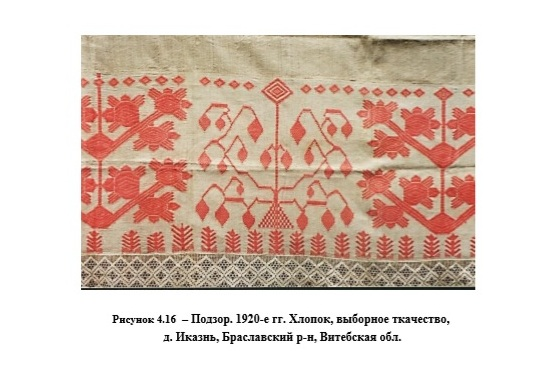 Рисунок 4.16 – Подзор. 1920-е гг. Хлопок, выборное ткачество,
д. Иказнь, Браславский р-н, Витебская обл.